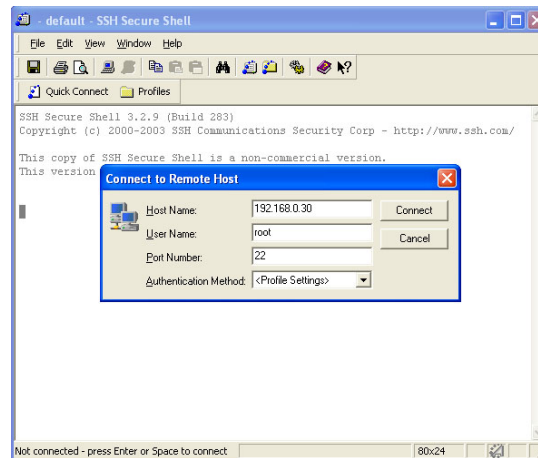 - default - SSH Secure Shell
File Edit View Window Help
Quick Connect Profiles
SSH Secure Shell 3.2.9 (Build 283)
Copyright (c) 2000-2003 SSH Communications Security Corp - http://www.ssh.com/
This copy of SSH Secure Shell is a non-commercial version.
This version
Connect to Remote Host
Host Name: 192.168.0.30 Connect
User Name: root Cancel
Port Number: 22
Authentication Method: <Profile Settings>
Not connected - press Enter or Space to connect 80x24